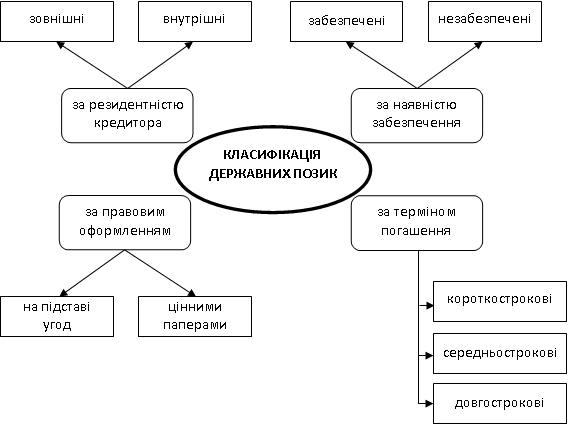 зовнішні
внутрішні
забезпечені
незабезпечені
за резидентністю
кредитора
за наявністю
забезпечення
КЛАСИФІКАЦІЯ
ДЕРЖАВНИХ ПОЗИК
за правовим
оформленням
за терміном
погашення
на підставі
угод
цінними
паперами
короткострокові
середньострокові
довгострокові